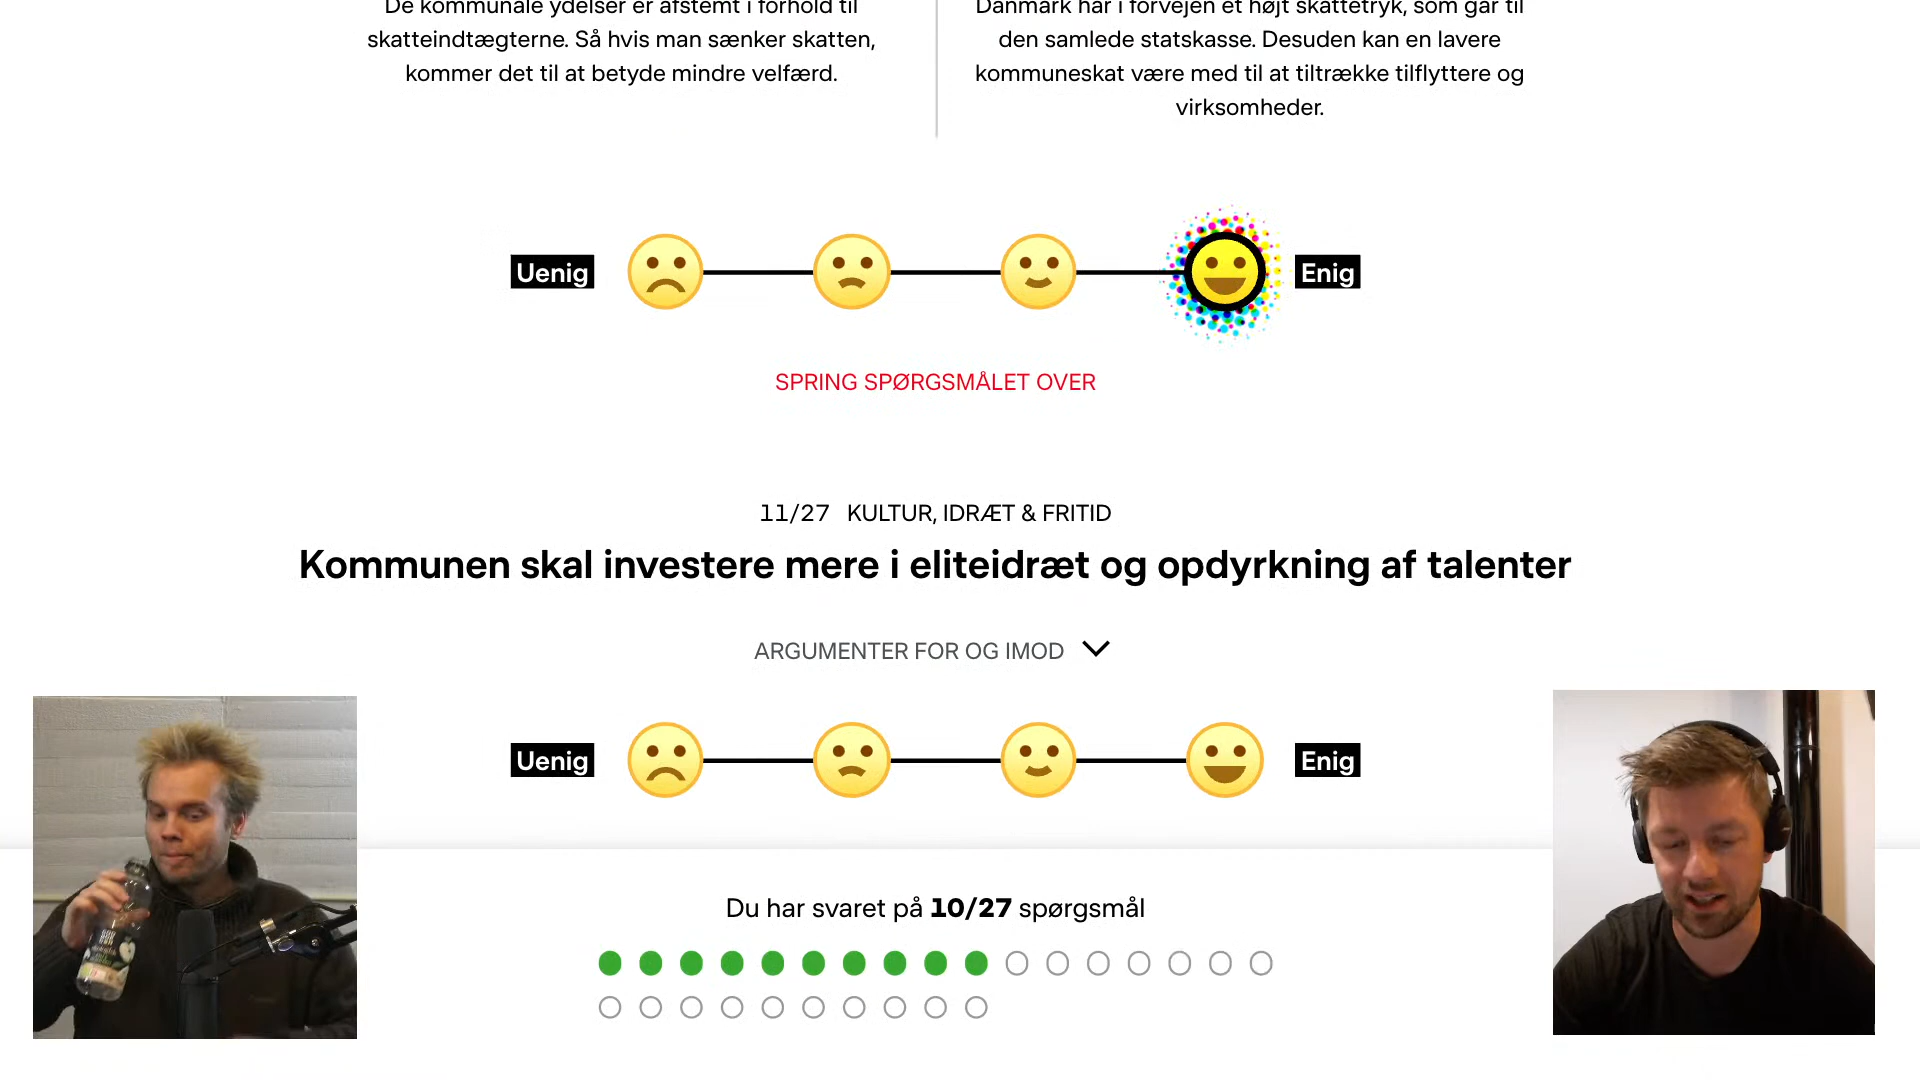 De kommunale ydelser er afstemt i forhold til
skatteindtægterne. Så hvis man sænker skatten,
kommer det til at betyde mindre velfærd.
Danmark har i forvejen et højt skattetryk, som går til
den samlede statskasse. Desuden kan en lavere
kommuneskat være med til at tiltrække tilflyttere og
virksomheder.
Uenig
Enig
SPRING SPØRGSMÅLET OVER
11/27 KULTUR, IDRÆT & FRITID
Kommunen skal investere mere i eliteidræt og opdyrkning af talenter
ARGUMENTER FOR OG IMOD
Uenig
Enig
Du har svaret på 10/27 spørgsmål